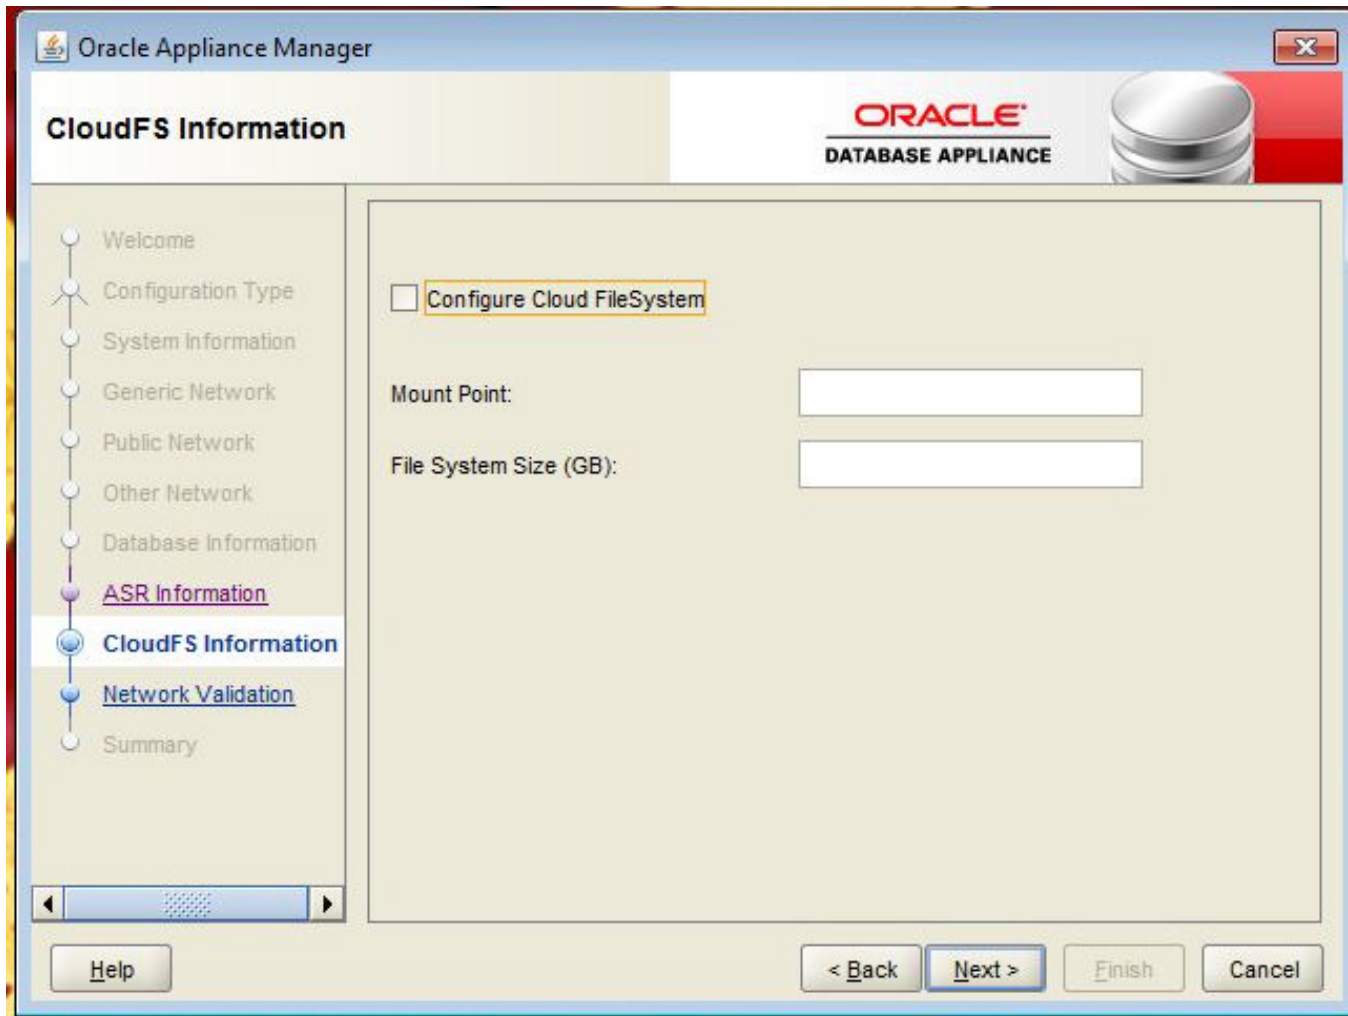 Oracle Appliance Manager
CloudFS Information
ORACLE
DATABASE APPLIANCE
Welcome
Configuration Type
System Information
Generic Network
Public Network
Other Network
Database Information
ASR Information
CloudFS Information
Network Validation
Summary
Configure Cloud FileSystem
Mount Point:
File System Size (GB):
Help
< Back
Next >
Finish
Cancel